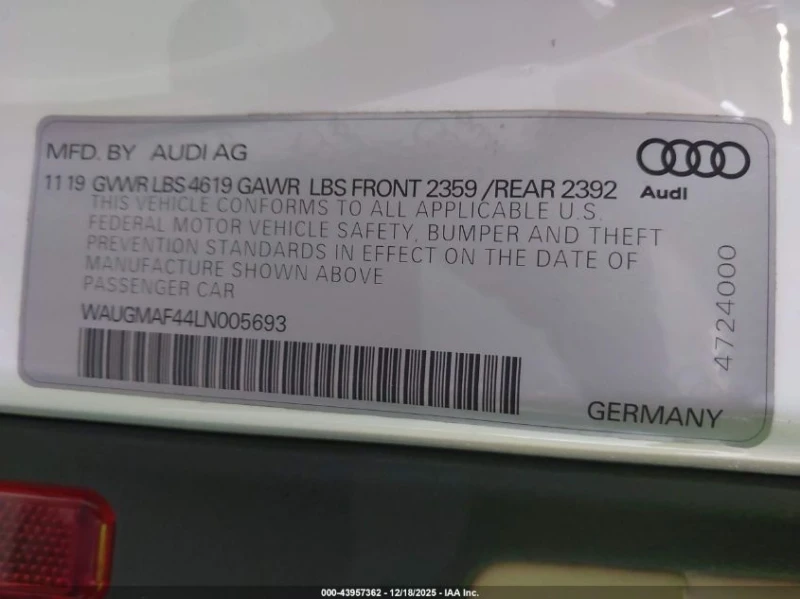 MFD. BY AUDI AG
11 19 GVWR LBS 4619 GAWR LBS FRONT 2359 /REAR 2392
THIS VEHICLE CONFORMS TO ALL APPLICABLE U.S.
FEDERAL MOTOR VEHICLE SAFETY, BUMPER AND THEFT
PREVENTION STANDARDS IN EFFECT ON THE DATE OF
MANUFACTURE SHOWN ABOVE
PASSENGER CAR
WAUGMAF44LN005693
Audi
4724000
GERMANY
000-43957362 - 12/18/2025 - IAA Inc.